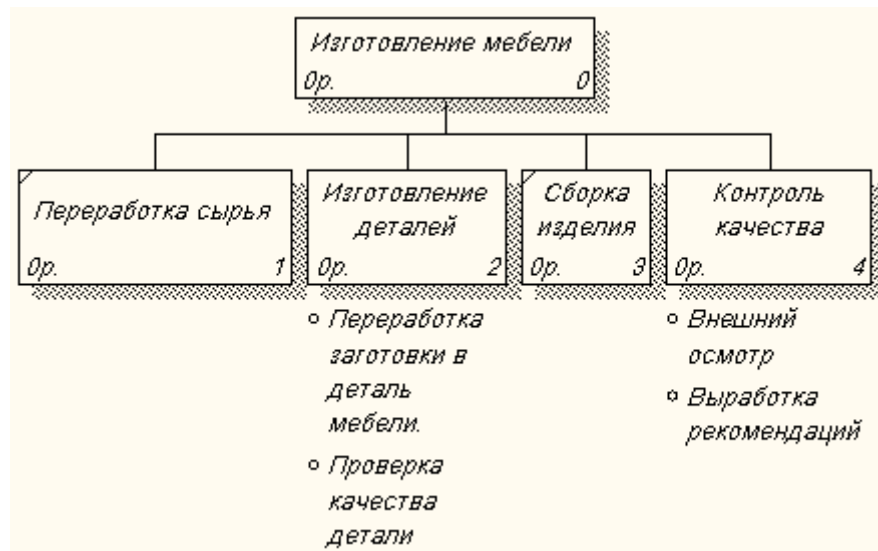 Изготовление мебели
0р. 0
Переработка сырья
0р. 1
Изготовление
деталей
0р. 2
Сборка
изделия
0р. 3
Контроль
качества
0р. 4
Переработка
заготовки в
деталь
мебели.
Проверка
качества
детали
Внешний
осмотр
Выработка
рекомендаций